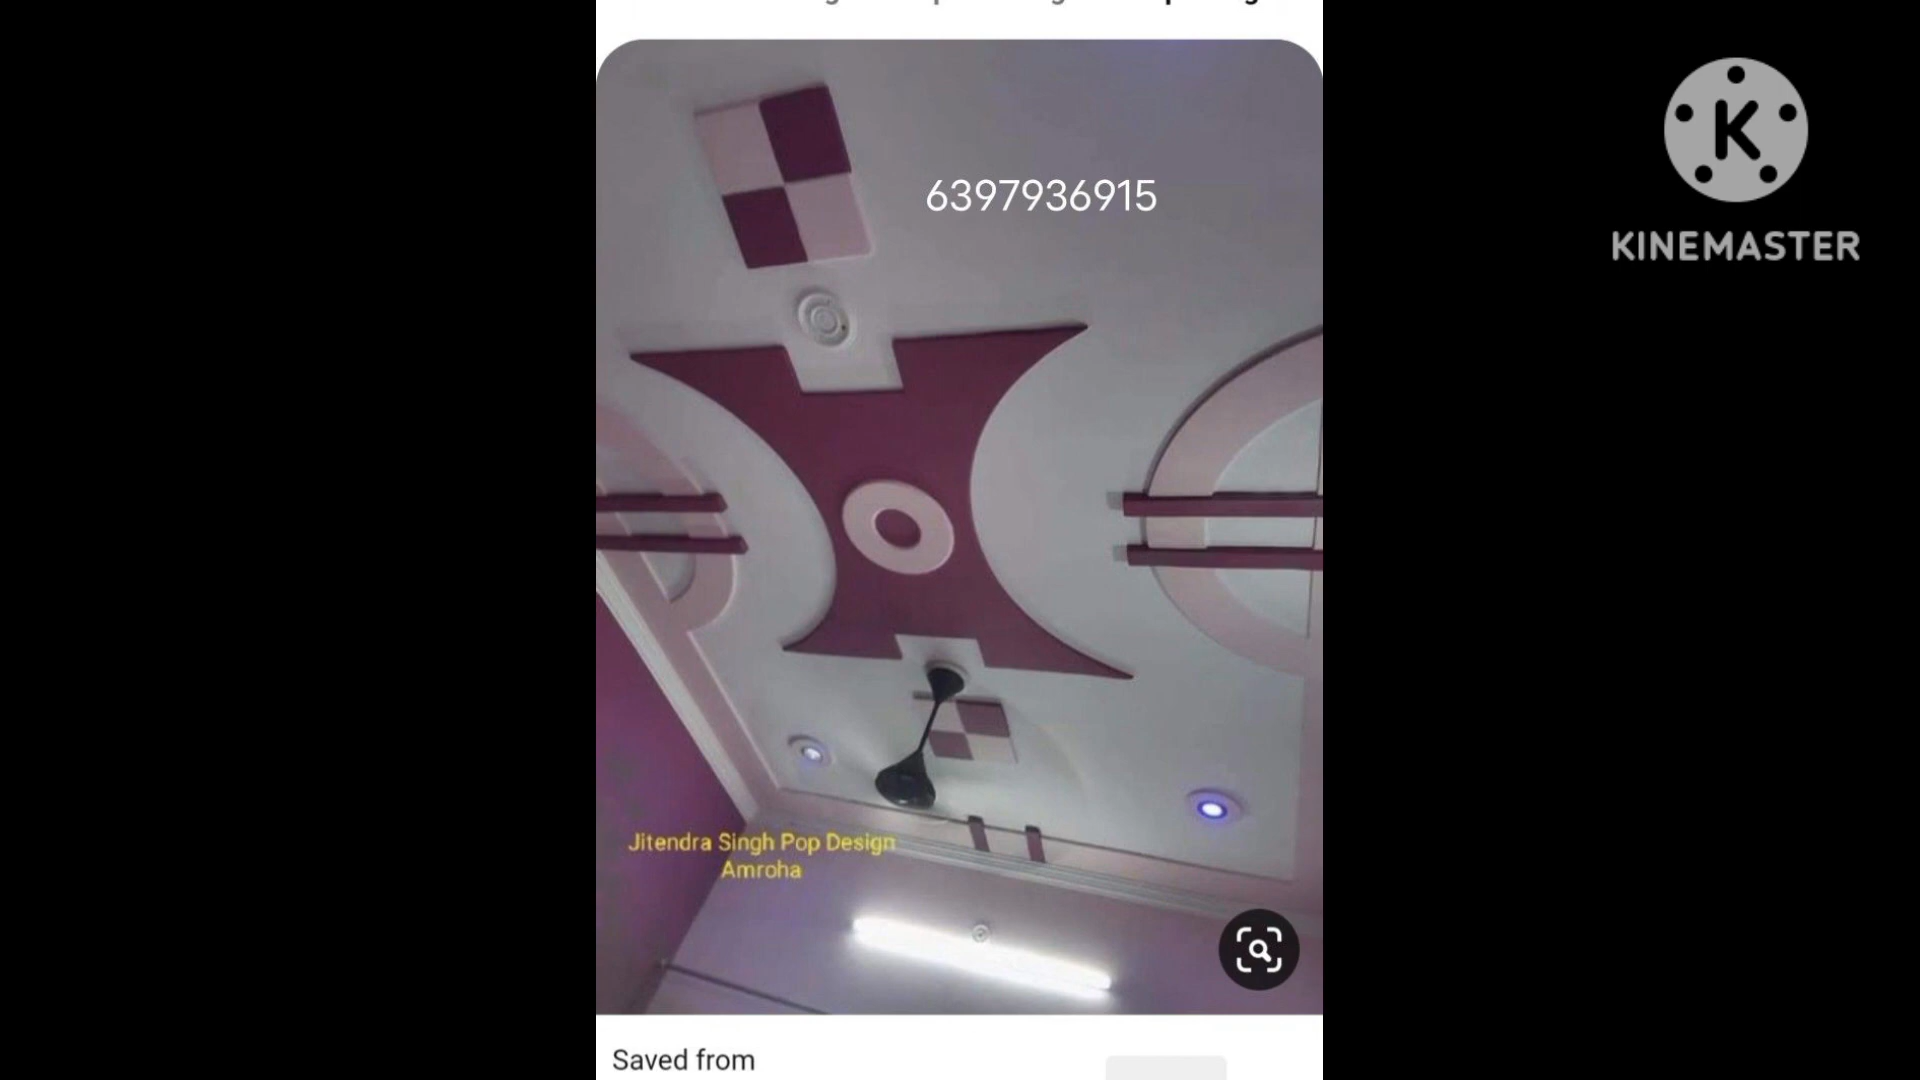 6397936915
K
KINEMASTER
Jitendra Singh Pop Design
Amroha
Saved from